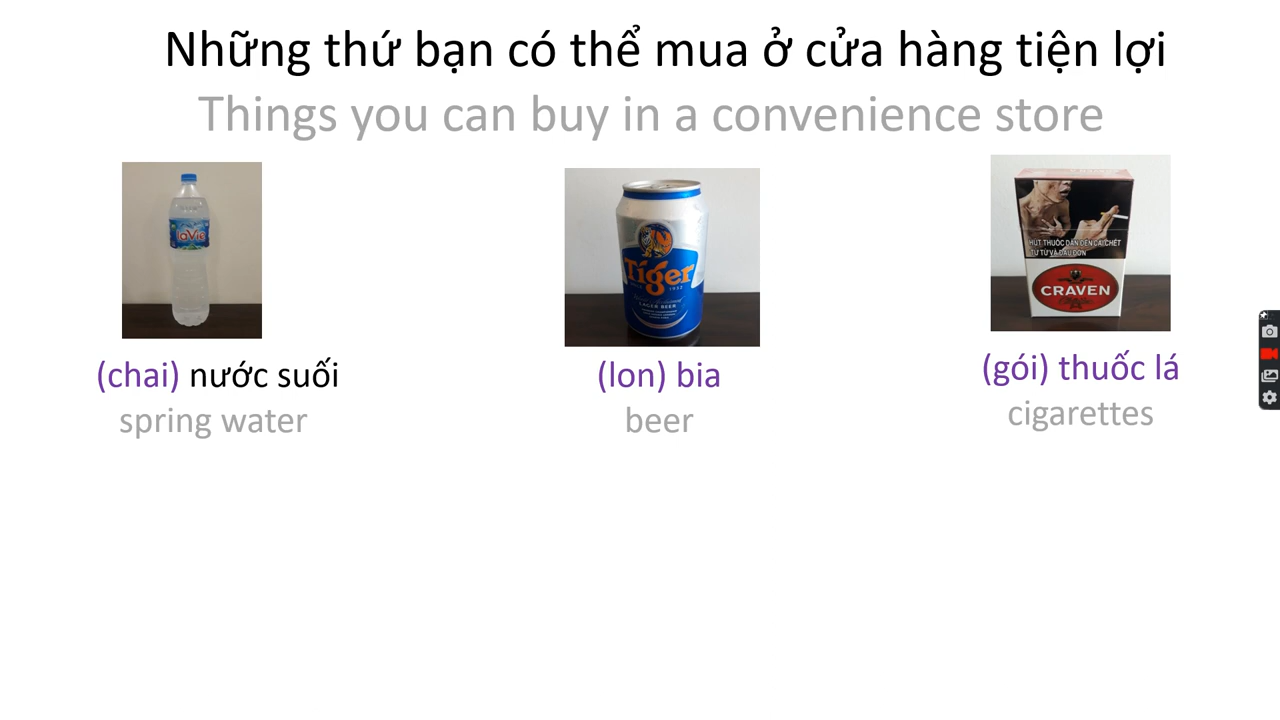 Những thứ bạn có thể mua ở cửa hàng tiện lợi
Things you can buy in a convenience store
LaVie
Tiger
LAGER BEER
HÚT THUỐC DẪN ĐẾN CÁI CHẾT
TỪ TỪ VÀ ĐAU ĐỚN
CRAVEN
(chai) nước suối
(lon) bia
(gói) thuốc lá
spring water
beer
cigarettes